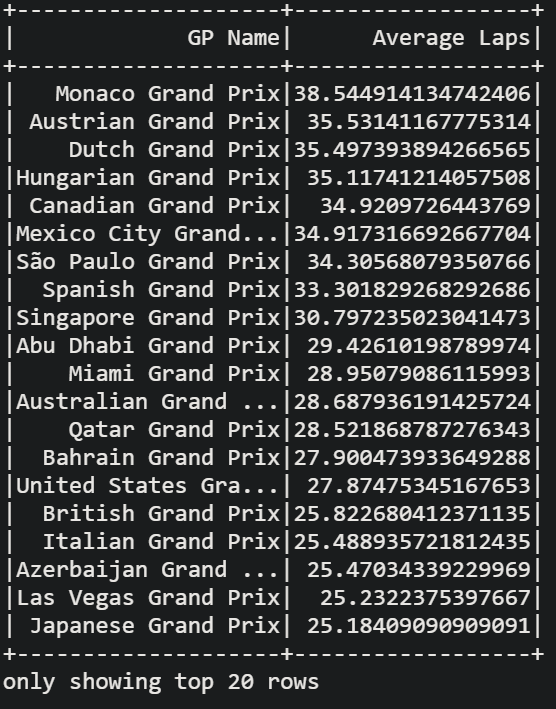 +--------------------+------------------+
|             GP Name|      Average Laps|
+--------------------+------------------+
|   Monaco Grand Prix|38.544914134742406|
| Austrian Grand Prix| 35.53141167775314|
|    Dutch Grand Prix|35.497393894266565|
|Hungarian Grand Prix| 35.11741214057508|
| Canadian Grand Prix|  34.9209726443769|
|Mexico City Grand...|34.917316692667704|
|São Paulo Grand Prix| 34.30568079350766|
|  Spanish Grand Prix|33.301829268292686|
|Singapore Grand Prix|30.797235023041473|
|Abu Dhabi Grand Prix| 29.42610198789974|
|    Miami Grand Prix| 28.95079086115993|
|Australian Grand ...|28.687936191425724|
|    Qatar Grand Prix|28.521868787276343|
|  Bahrain Grand Prix|27.900473933649288|
|United States Gra...| 27.87475345167653|
|  British Grand Prix|25.822680412371135|
|  Italian Grand Prix|25.488935721812435|
|Azerbaijan Grand ...| 25.47034339229969|
|Las Vegas Grand Prix|  25.2322375397667|
| Japanese Grand Prix| 25.18409090909091|
+--------------------+------------------+
only showing top 20 rows